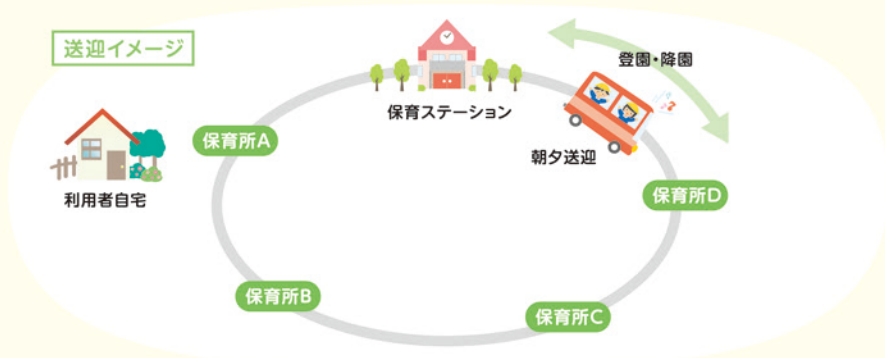 送迎イメージ
登園・降園
保育ステーション
保育所A
朝夕送迎
利用者自宅
保育所D
保育所B
保育所C